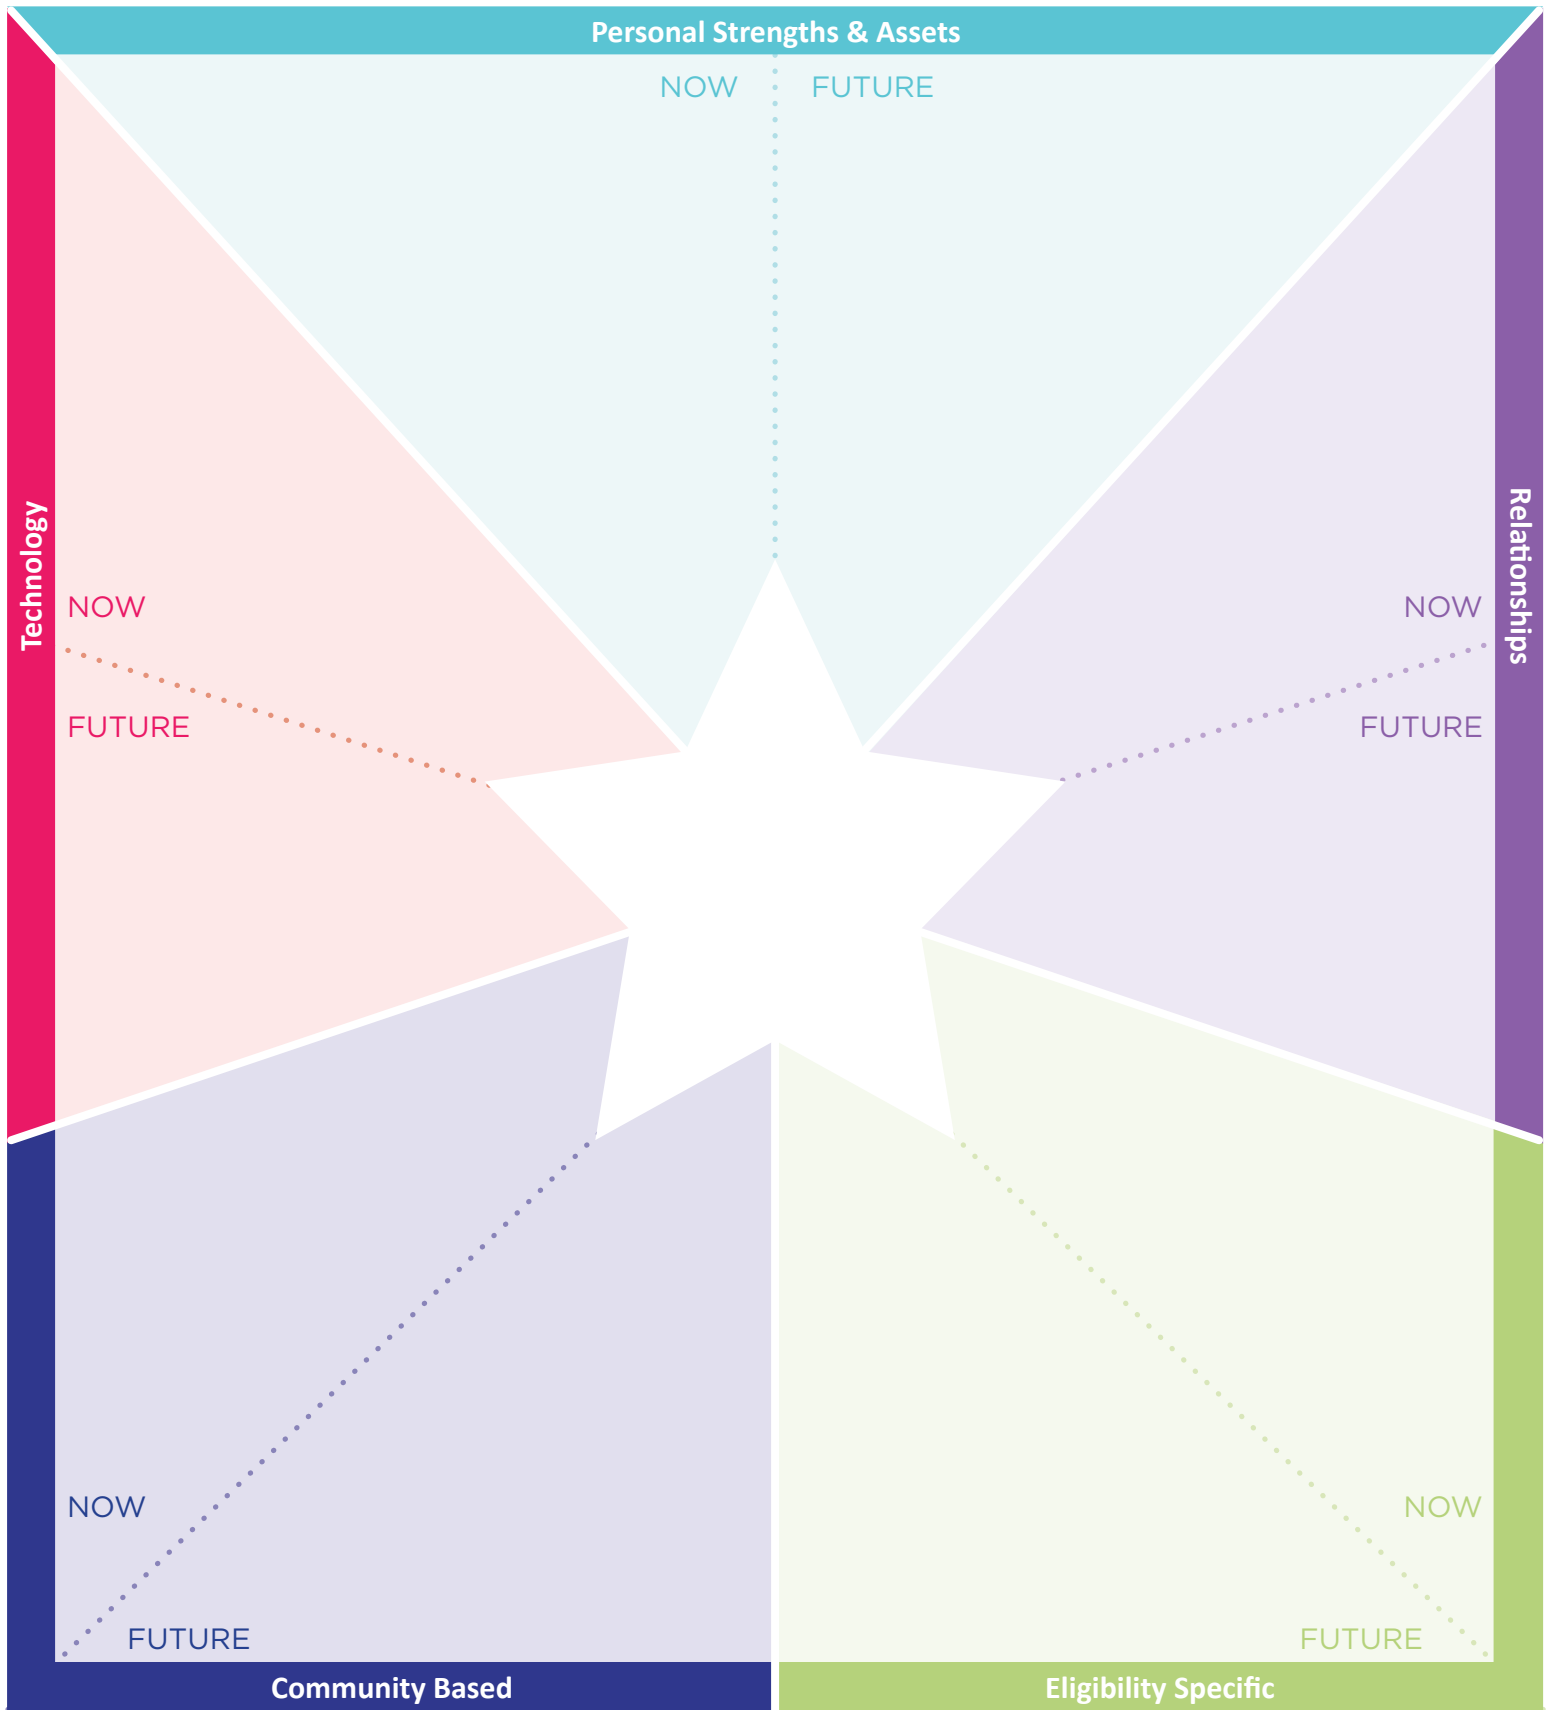 Personal Strengths & Assets
NOW
FUTURE
Technology
NOW
FUTURE
Relationships
NOW
FUTURE
NOW
FUTURE
Community Based
NOW
FUTURE
Eligibility Specific